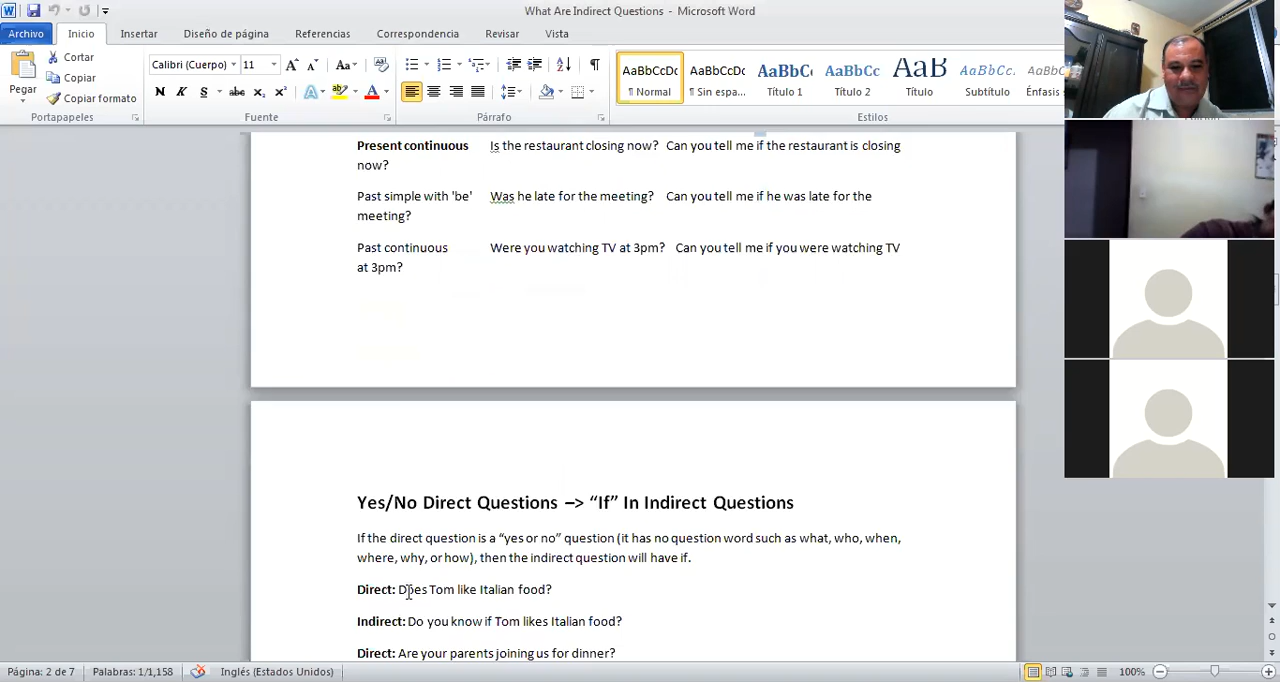 What Are Indirect Questions - Microsoft Word
Archivo Inicio Insertar Diseño de página Referencias Correspondencia Revisar Vista
Pegar
Cortar
Copiar
Copiar formato
Portapapeles
Calibri (Cuerpo) 11
Fuente
Párrafo
AaBbCcDc AaBbCcDc AaBbC AaBbCc AaB AaBbCcL AaBbCcDc
¶ Normal ¶ Sin espa... Título 1 Título 2 Título Subtítulo Énfasis
Estilos
Present continuous Is the restaurant closing now? Can you tell me if the restaurant is closing
now?
Past simple with 'be' Was he late for the meeting? Can you tell me if he was late for the
meeting?
Past continuous Were you watching TV at 3pm? Can you tell me if you were watching TV
at 3pm?
Yes/No Direct Questions –> “If” In Indirect Questions
If the direct question is a “yes or no” question (it has no question word such as what, who, when,
where, why, or how), then the indirect question will have if.
Direct: Does Tom like Italian food?
Indirect: Do you know if Tom likes Italian food?
Direct: Are your parents joining us for dinner?
Página: 2 de 7 Palabras: 1/1,158 Inglés (Estados Unidos) 100%